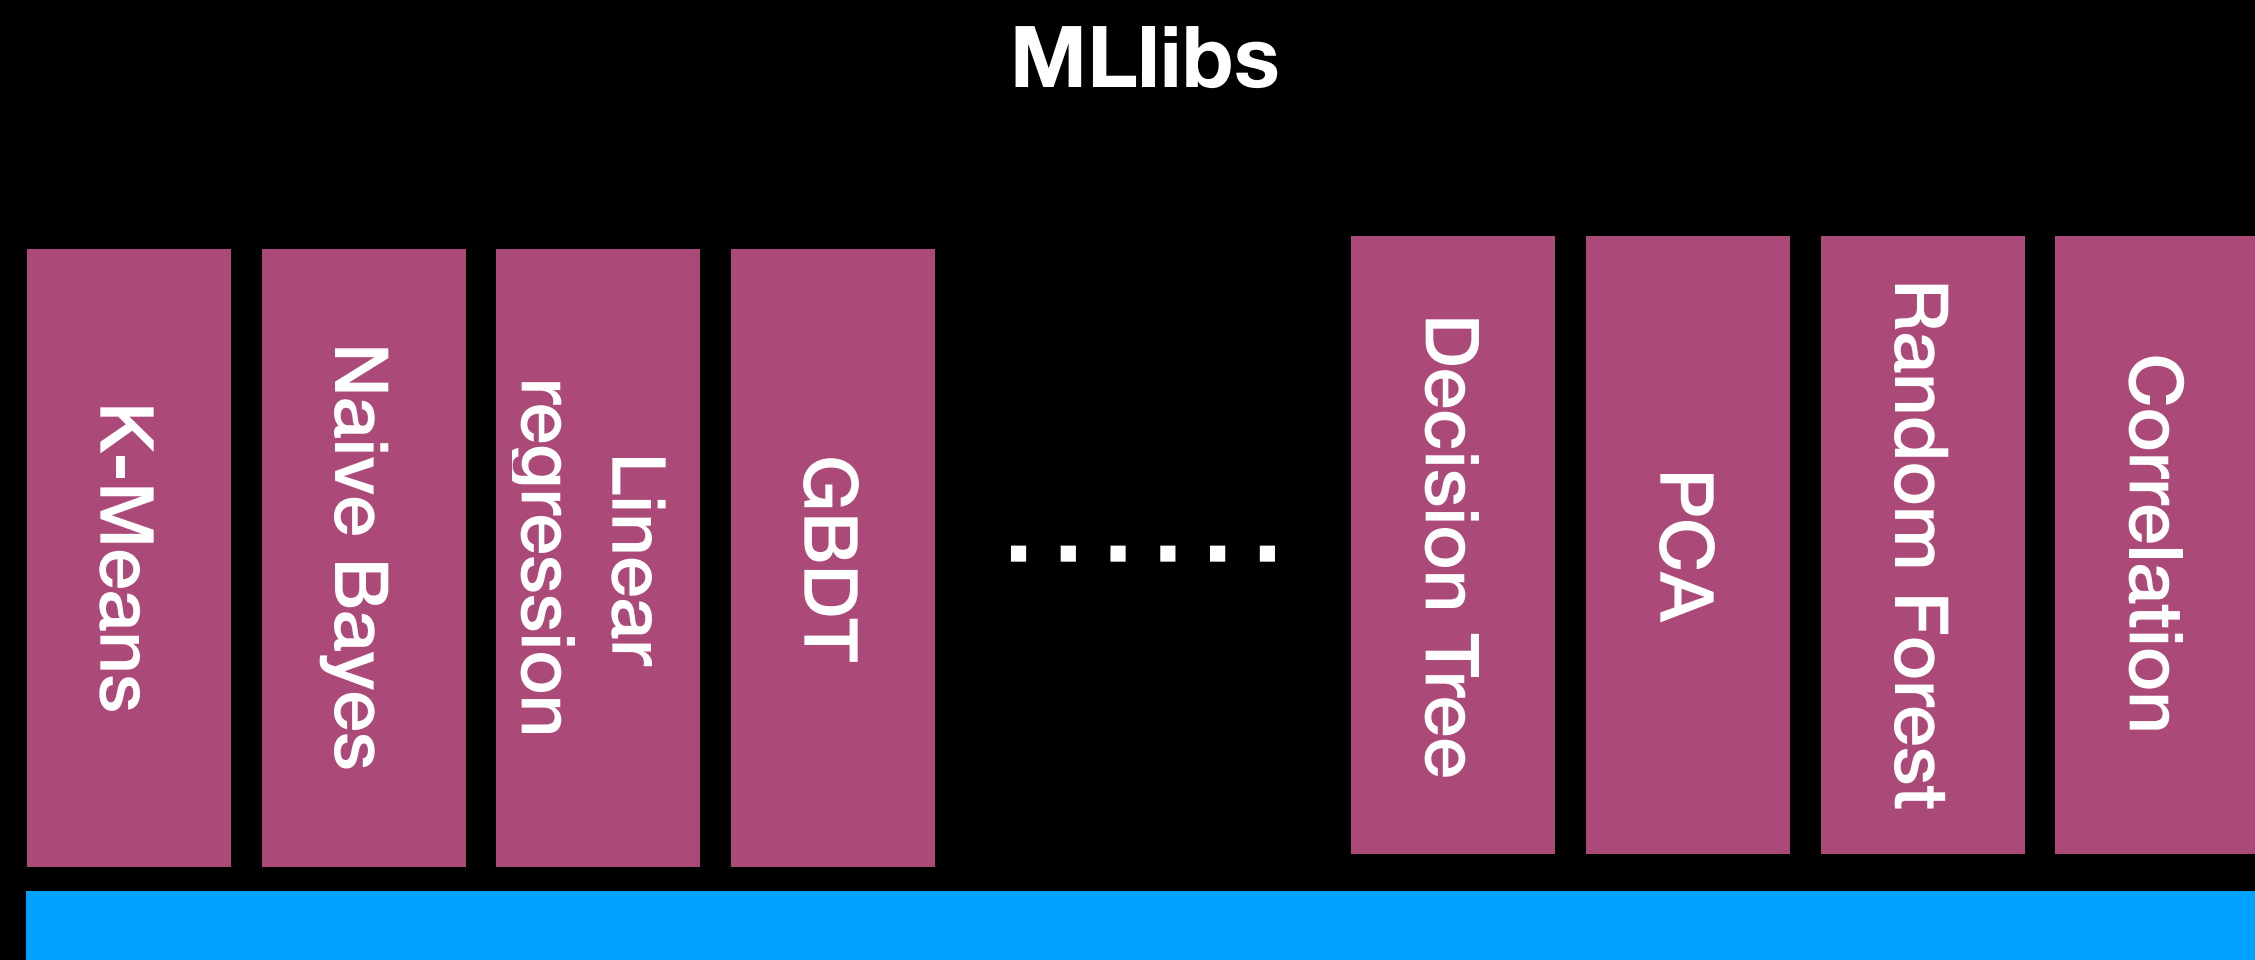 MLlibs
K-Means
Naive Bayes
Linear
regression
GBDT
......
Decision Tree
PCA
Random Forest
Correlation